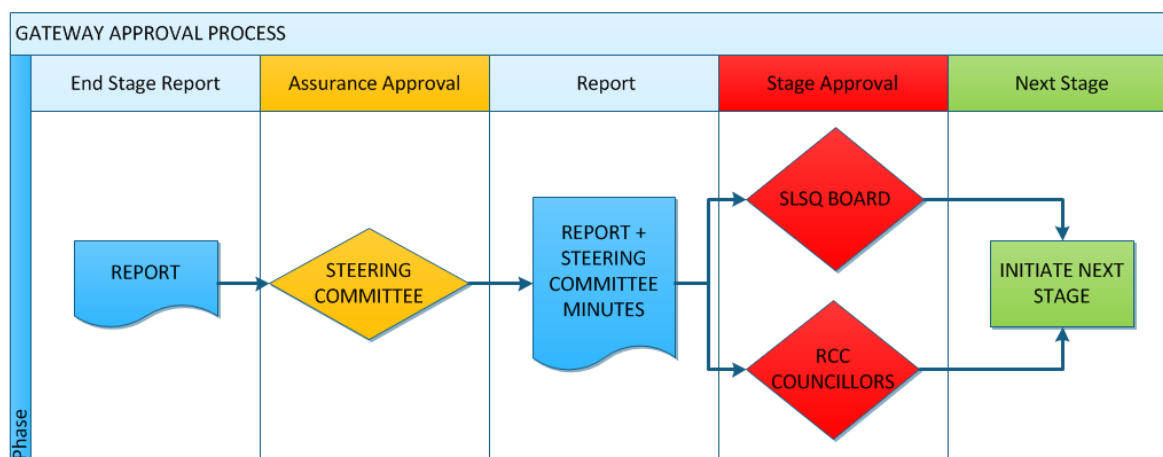 GATEWAY APPROVAL PROCESS
End Stage Report
Assurance Approval
Report
Stage Approval
Next Stage
REPORT
STEERING
COMMITTEE
REPORT +
STEERING
COMMITTEE
MINUTES
SLSQ BOARD
RCC
COUNCILLORS
INITIATE NEXT
STAGE
Phase